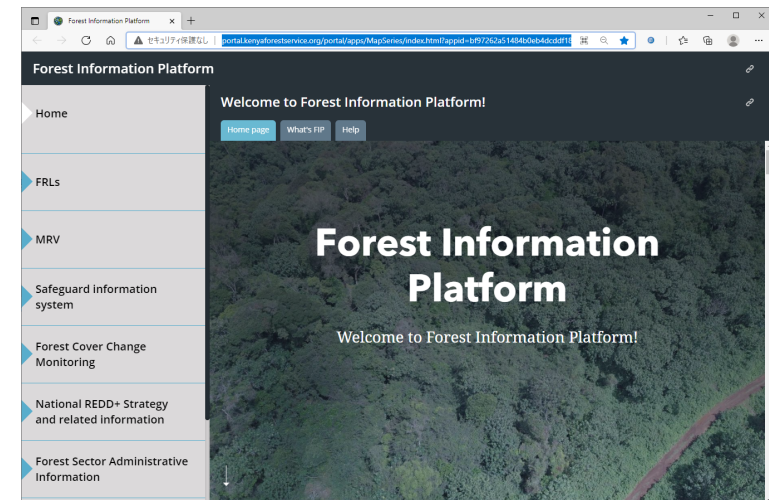 Forest Information Platform
セキュリティ保護なし
portal.kenyaforestservice.org/portal/apps/MapSeries/index.html?appid=bf97262a51484b0eb4dcddf18
Forest Information Platform
Home
FRLs
MRV
Safeguard information
system
Forest Cover Change
Monitoring
National REDD+ Strategy
and related information
Forest Sector Administrative
Information
Welcome to Forest Information Platform!
Home page What's FIP Help
Forest Information
Platform
Welcome to Forest Information Platform!